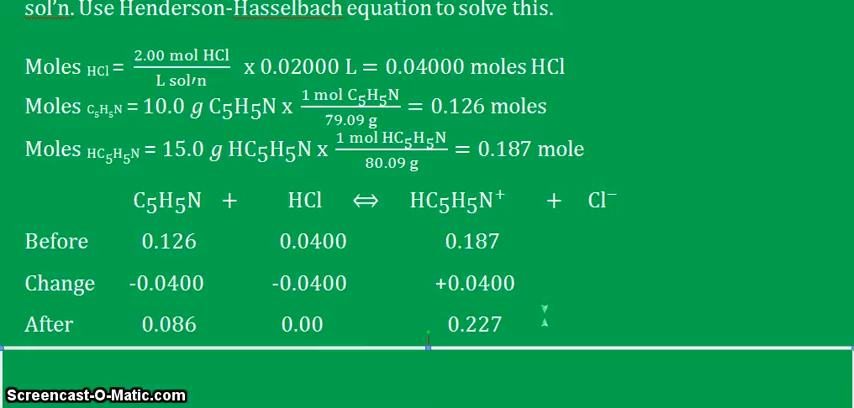 sol’n. Use Henderson-Hasselbach equation to solve this.
Moles HCl = 2.00 mol HCl / L sol′n x 0.02000 L = 0.04000 moles HCl
Moles C₅H₅N = 10.0 g C5H5N x 1 mol C5H5N / 79.09 g = 0.126 moles
Moles HC₅H₅N = 15.0 g HC5H5N x 1 mol HC5H5N / 80.09 g = 0.187 mole
C5H5N + HCl ⇔ HC5H5N⁺ + Cl⁻
Before 0.126 0.0400 0.187
Change -0.0400 -0.0400 +0.0400
After 0.086 0.00 0.227
Screencast-O-Matic.com